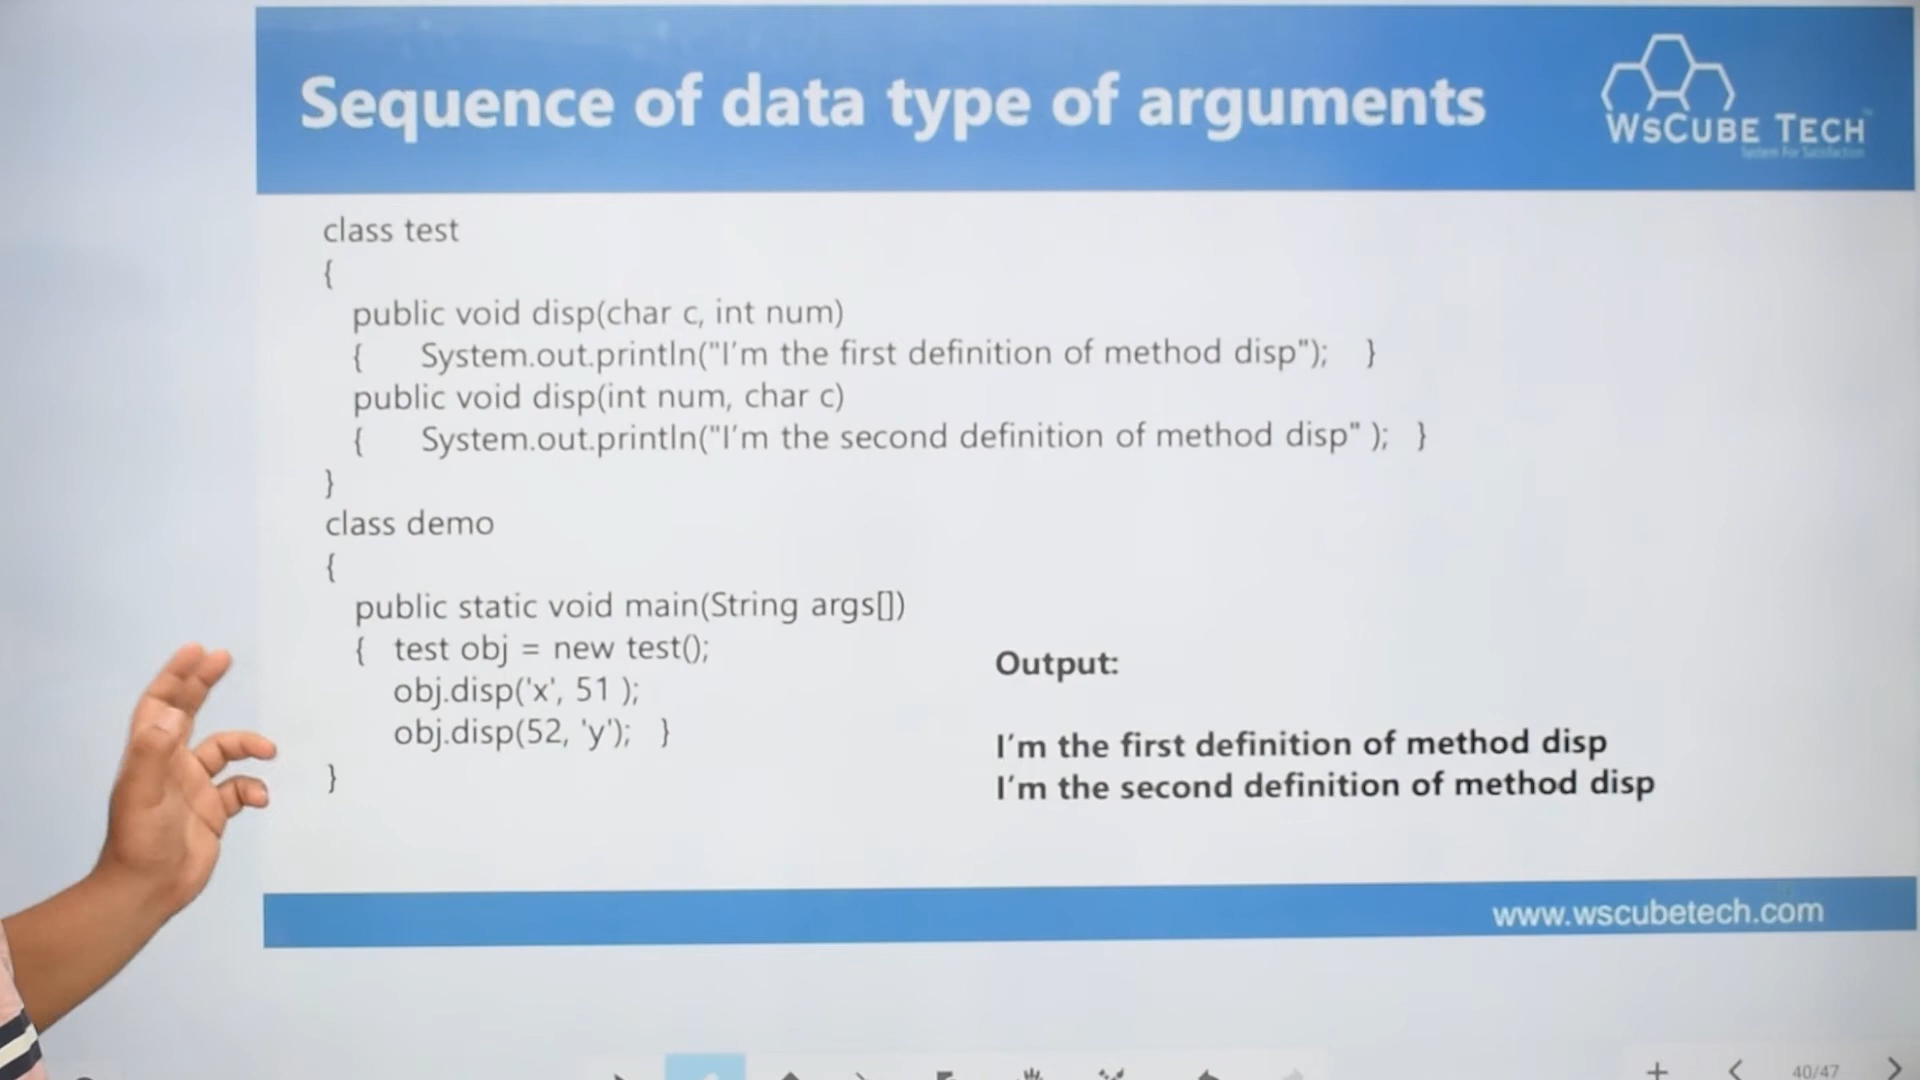 Sequence of data type of arguments
WSCUBE TECH
System For Satisfaction
class test
{
public void disp(char c, int num)
{ System.out.println("I'm the first definition of method disp"); }
public void disp(int num, char c)
{ System.out.println("I'm the second definition of method disp" ); }
}
class demo
{
public static void main(String args[])
{ test obj = new test();
obj.disp('x', 51 );
obj.disp(52, 'y'); }
}
Output:
I'm the first definition of method disp
I'm the second definition of method disp
www.wscubetech.com
40/47